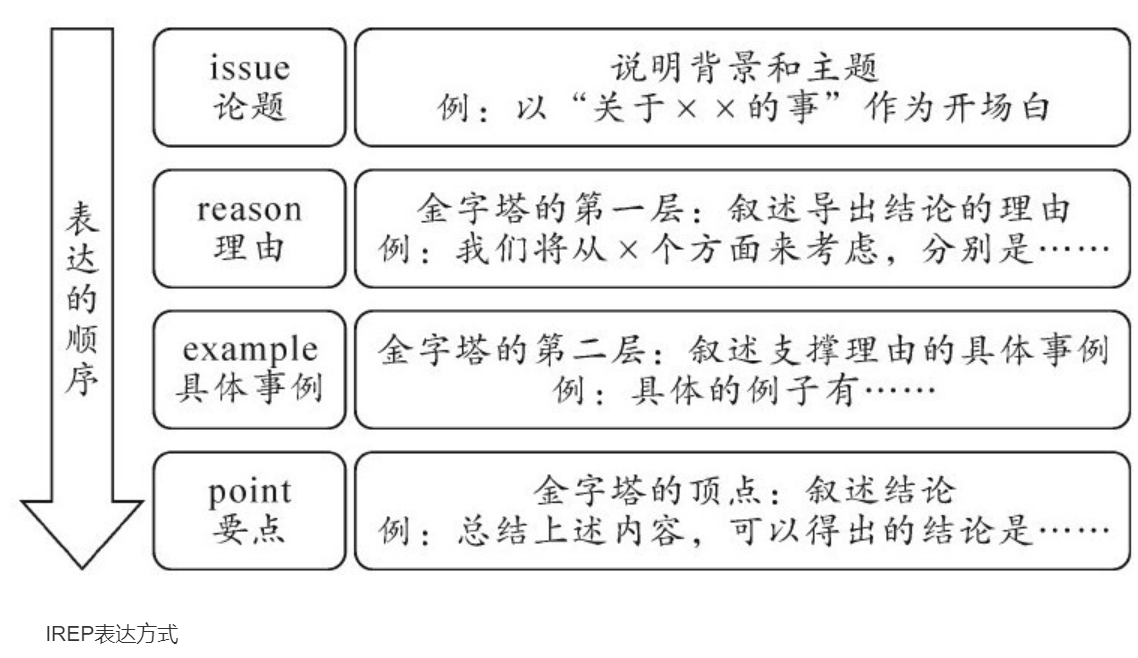 表达的顺序
issue
论题
说明背景和主题
例：以“关于××的事”作为开场白
reason
理由
金字塔的第一层：叙述导出结论的理由
例：我们将从×个方面来考虑，分别是……
example
具体事例
金字塔的第二层：叙述支撑理由的具体事例
例：具体的例子有……
point
要点
金字塔的顶点：叙述结论
例：总结上述内容，可以得出的结论是……
IREP表达方式